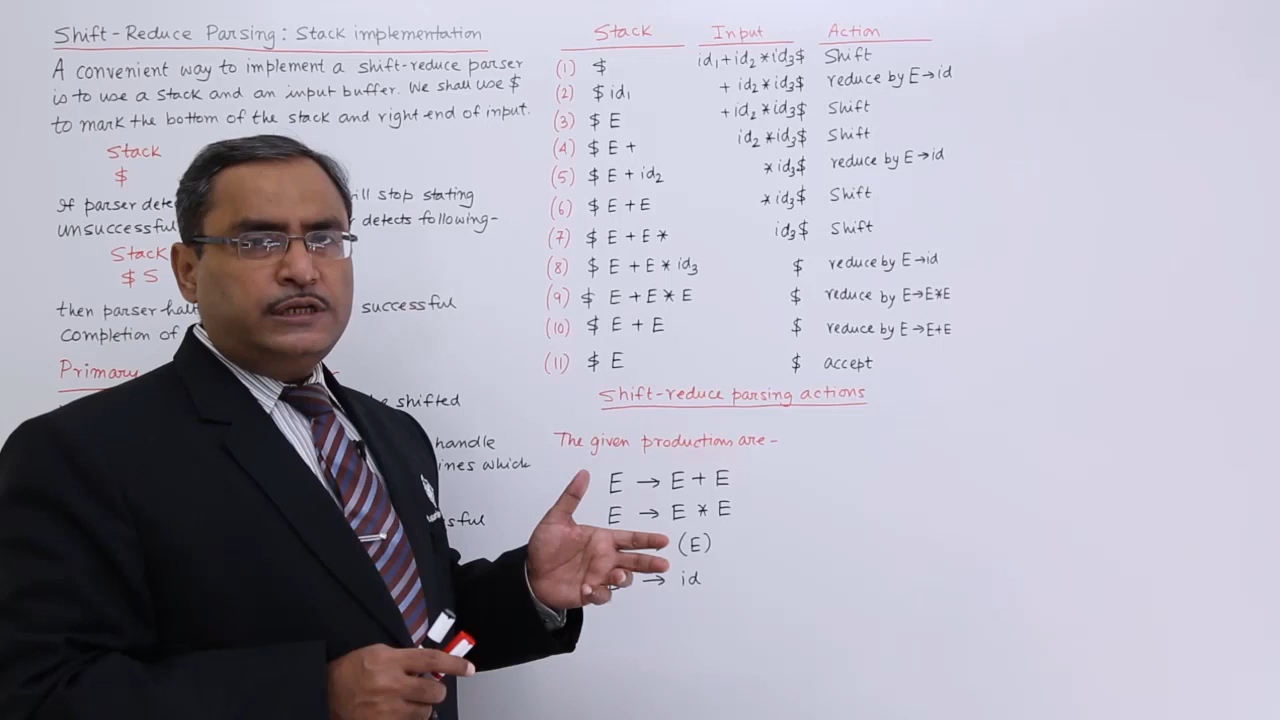 Shift-Reduce Parsing: Stack implementation
A convenient way to implement a shift-reduce parser
is to use a stack and an input buffer. We shall use $
to mark the bottom of the stack and right end of input.
Stack
$
If parser stop stating
unsuccessful detects following-
Stack
$ S
then parser successful
Completion of
Primary
shifted
handle
which
Stack Input Action
(1) $ id₁+id₂*id₃$ Shift
(2) $ id₁ +id₂*id₃$ reduce by E→id
(3) $ E +id₂*id₃$ Shift
(4) $ E + id₂*id₃$ Shift
(5) $ E + id₂ *id₃$ reduce by E→id
(6) $ E + E *id₃$ Shift
(7) $ E + E * id₃$ Shift
(8) $ E + E * id₃ $ reduce by E→id
(9) $ E + E * E $ reduce by E→E*E
(10) $ E + E $ reduce by E→E+E
(11) $ E $ accept
Shift-reduce parsing actions
The given productions are-
E → E + E
E → E * E
(E)
→ id